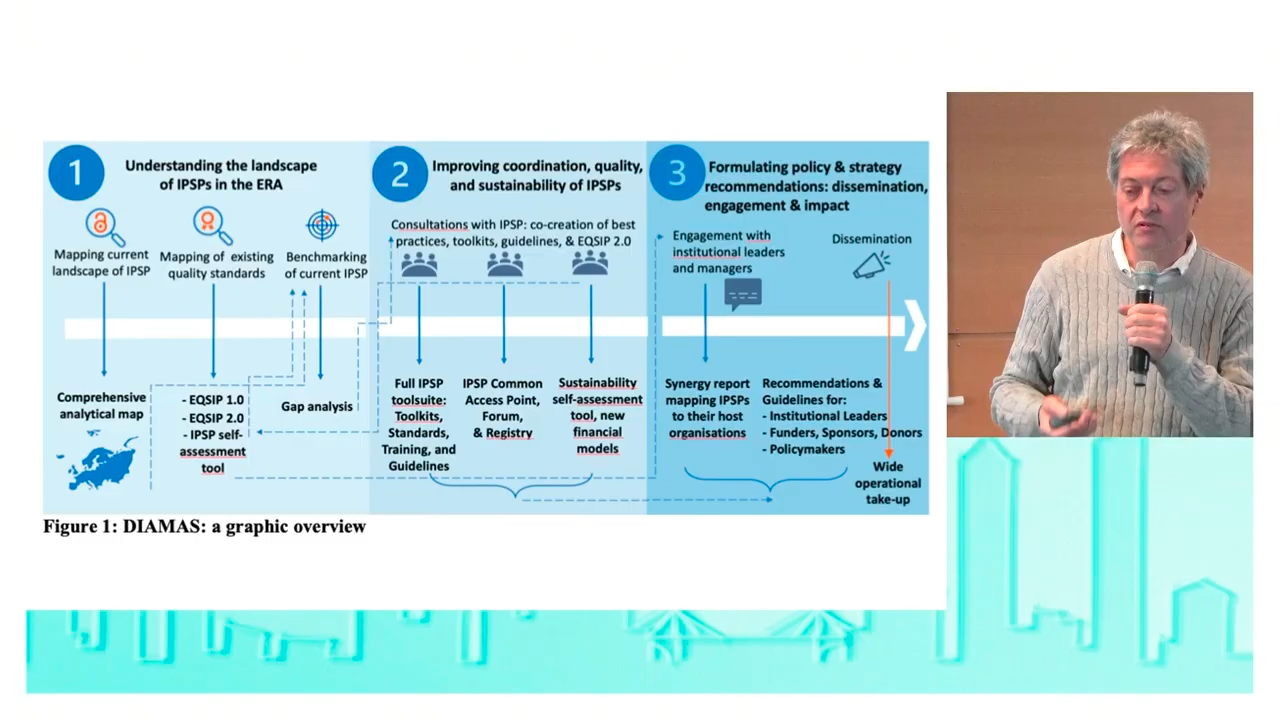 1
Understanding the landscape
of IPSPs in the ERA
Mapping current
landscape of IPSP
Mapping of existing
quality standards
Benchmarking
of current IPSP
Comprehensive
analytical map
- EQSIP 1.0
- EQSIP 2.0
- IPSP self-
assessment
tool
Gap analysis
2
Improving coordination, quality,
and sustainability of IPSPs
Consultations with IPSP: co-creation of best
practices, toolkits, guidelines, & EQSIP 2.0
Full IPSP
toolsuite:
Toolkits,
Standards,
Training, and
Guidelines
IPSP Common
Access Point,
Forum,
& Registry
Sustainability
self-assessment
tool, new
financial
models
3
Formulating policy & strategy
recommendations: dissemination,
engagement & impact
Engagement with
institutional leaders
and managers
Dissemination
Synergy report
mapping IPSPs
to their host
organisations
Recommendations &
Guidelines for:
- Institutional Leaders
- Funders, Sponsors, Donors
- Policymakers
Wide
operational
take-up
Figure 1: DIAMAS: a graphic overview